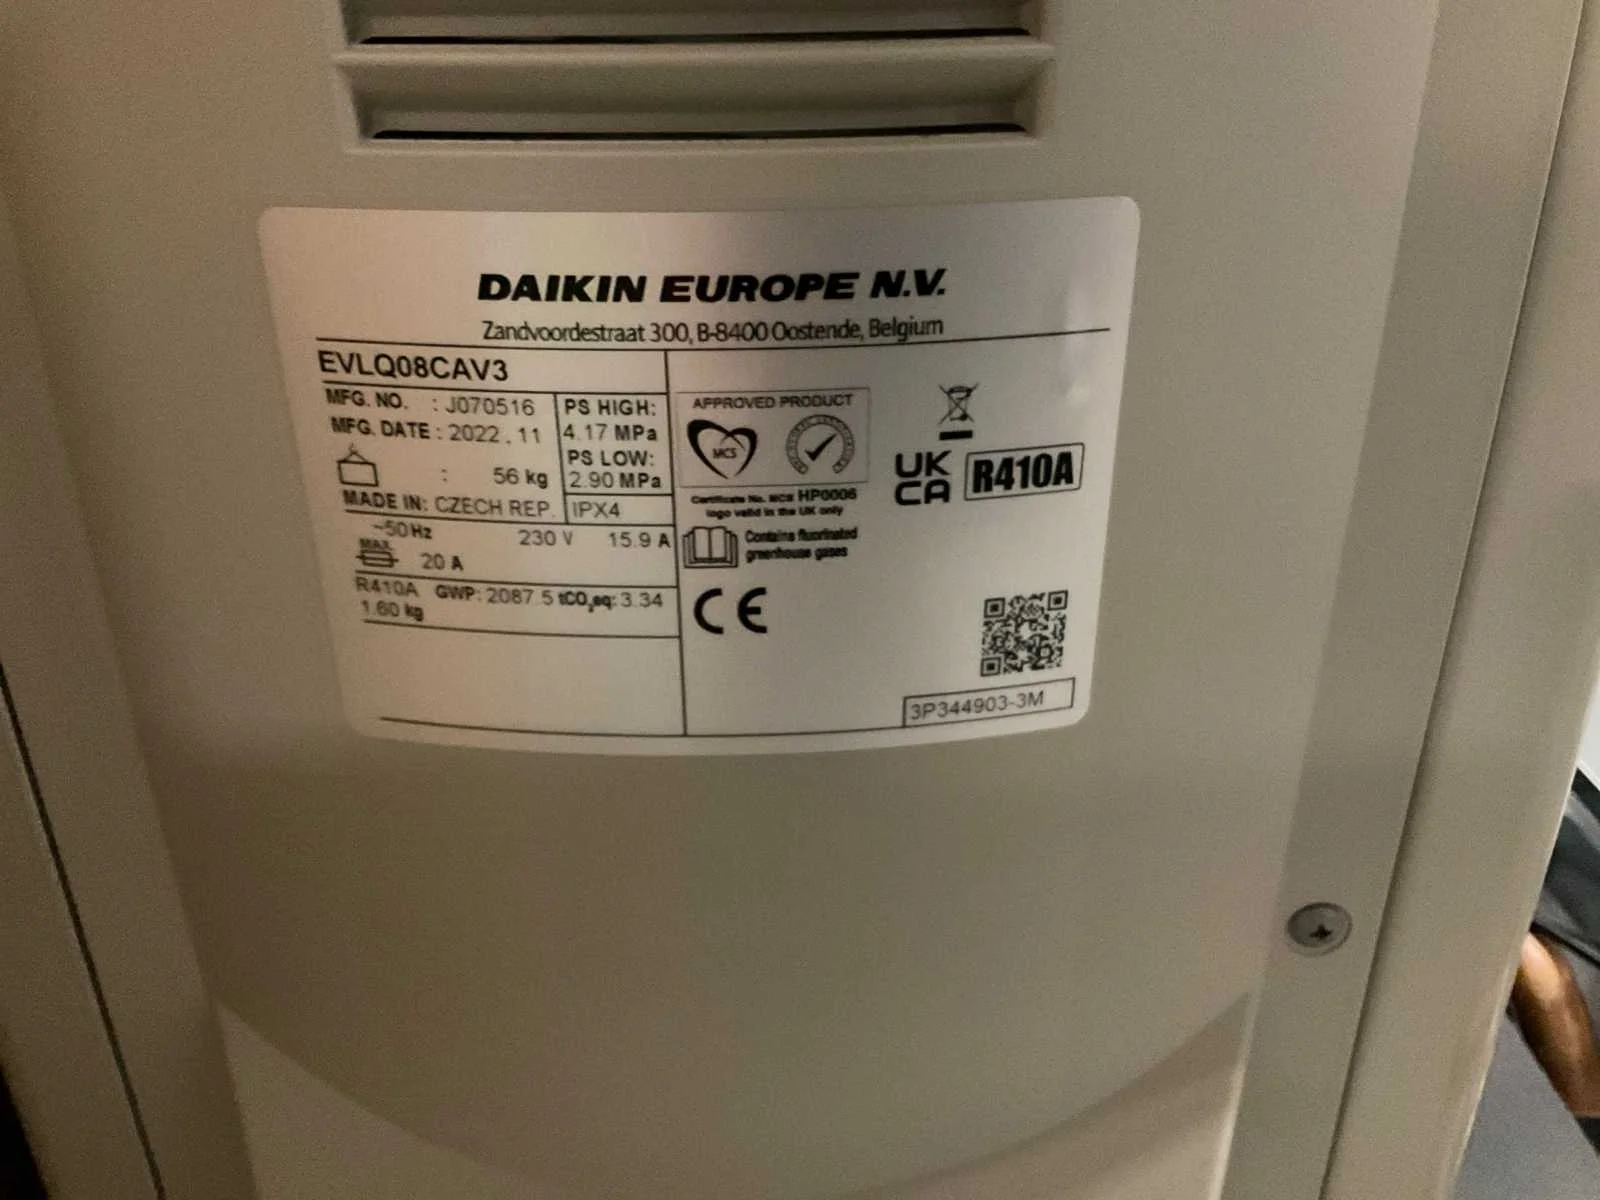 DAIKIN EUROPE N.V.
Zandvoordestraat 300, B-8400 Oostende, Belgium
EVLQ08CAV3
MFG. NO. : J070516
MFG. DATE : 2022 . 11
: 56 kg
MADE IN: CZECH REP.
PS HIGH:
4.17 MPa
PS LOW:
2.90 MPa
IPX4
~50 Hz 230 V 15.9 A
MAX.
20 A
R410A GWP: 2087.5 tCO₂eq: 3.34
1.60 kg
APPROVED PRODUCT
MCS
Certificate No. MCS HP0006
logo valid in the UK only
Contains fluorinated
greenhouse gases
CE
UK
CA
R410A
3P344903-3M